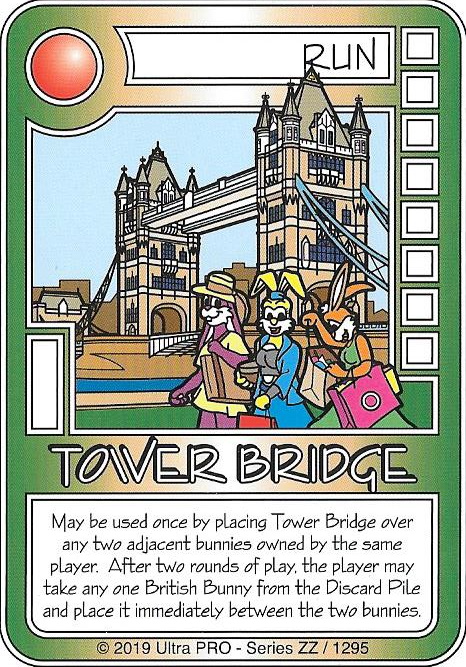 RUN
TOWER BRIDGE
May be used once by placing Tower Bridge over
any two adjacent bunnies owned by the same
player. After two rounds of play, the player may
take any one British Bunny from the Discard Pile
and place it immediately between the two bunnies.
© 2019 Ultra PRO - Series ZZ / 1295